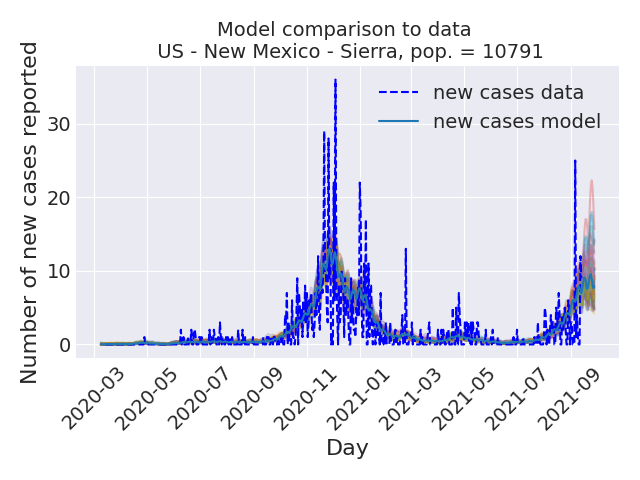 Model comparison to data
US - New Mexico - Sierra, pop. = 10791
Number of new cases reported
30
20
10
0
new cases data
new cases model
2020-03
2020-05
2020-07
2020-09
2020-11
2021-01
2021-03
2021-05
2021-07
2021-09
Day